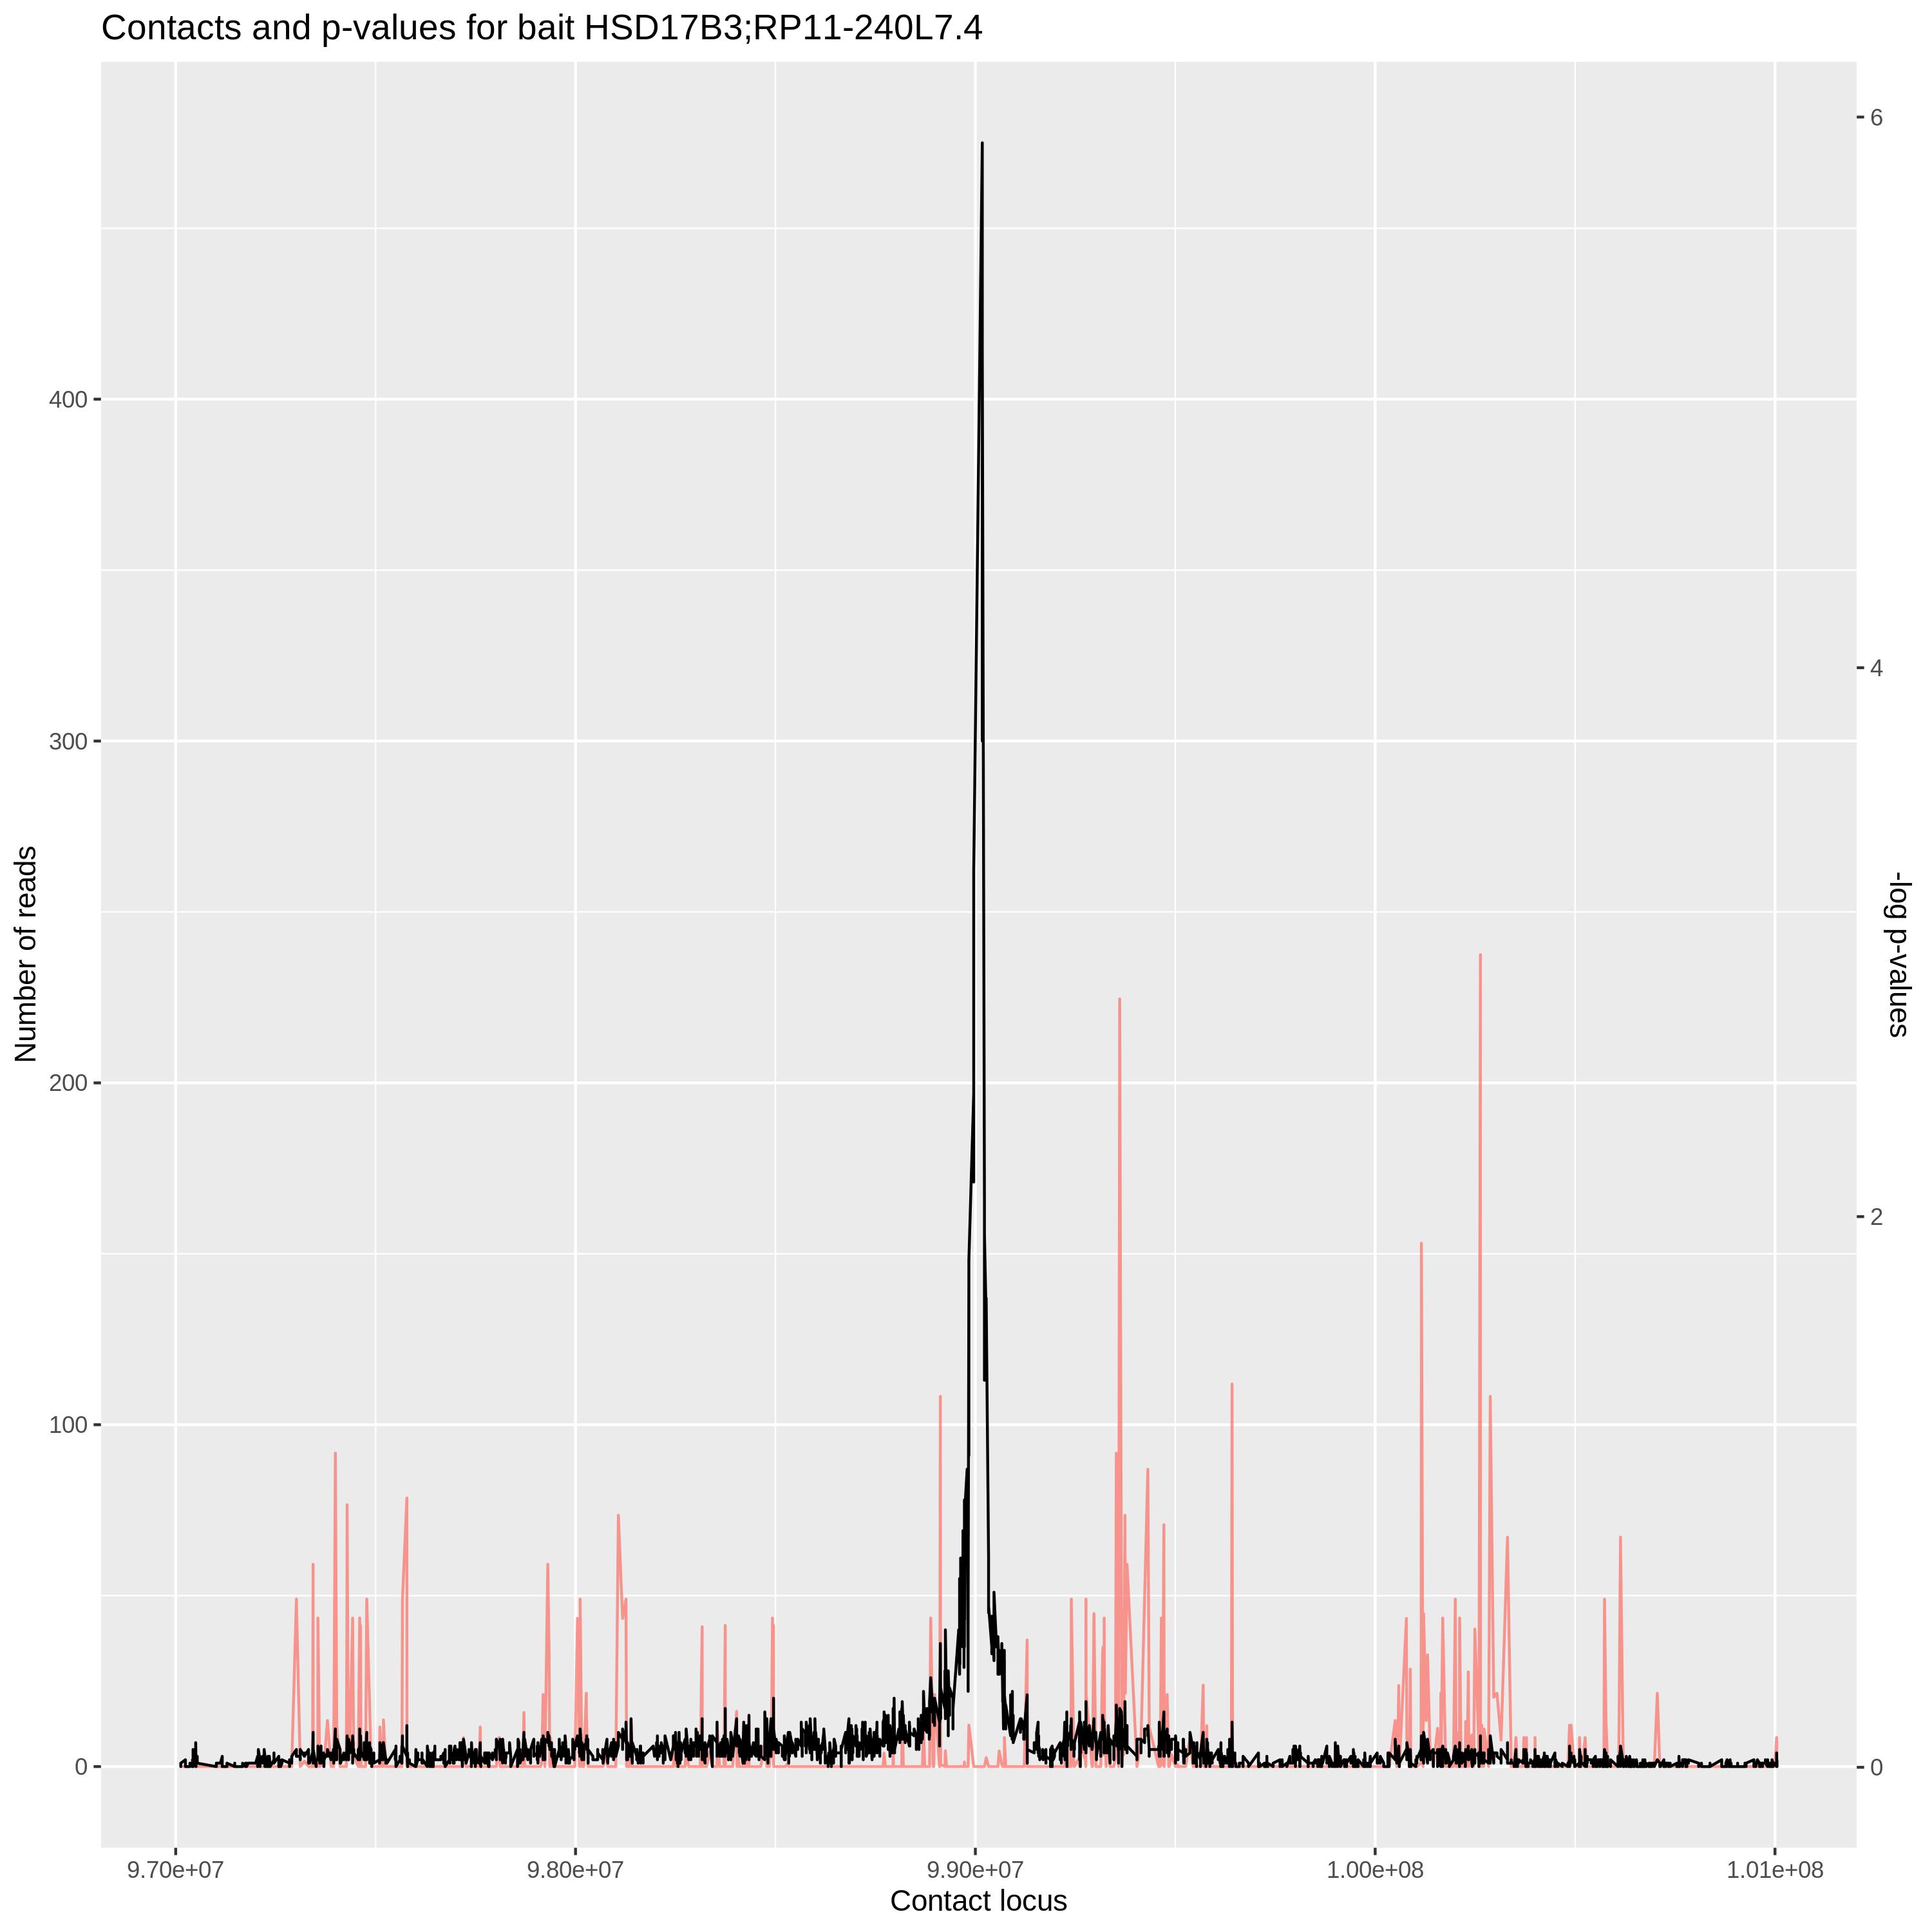 Contacts and p-values for bait HSD17B3;RP11-240L7.4
Number of reads
400
300
200
100
0
6
4
2
0
-log p-values
9.70e+07 9.80e+07 9.90e+07 1.00e+08 1.01e+08
Contact locus